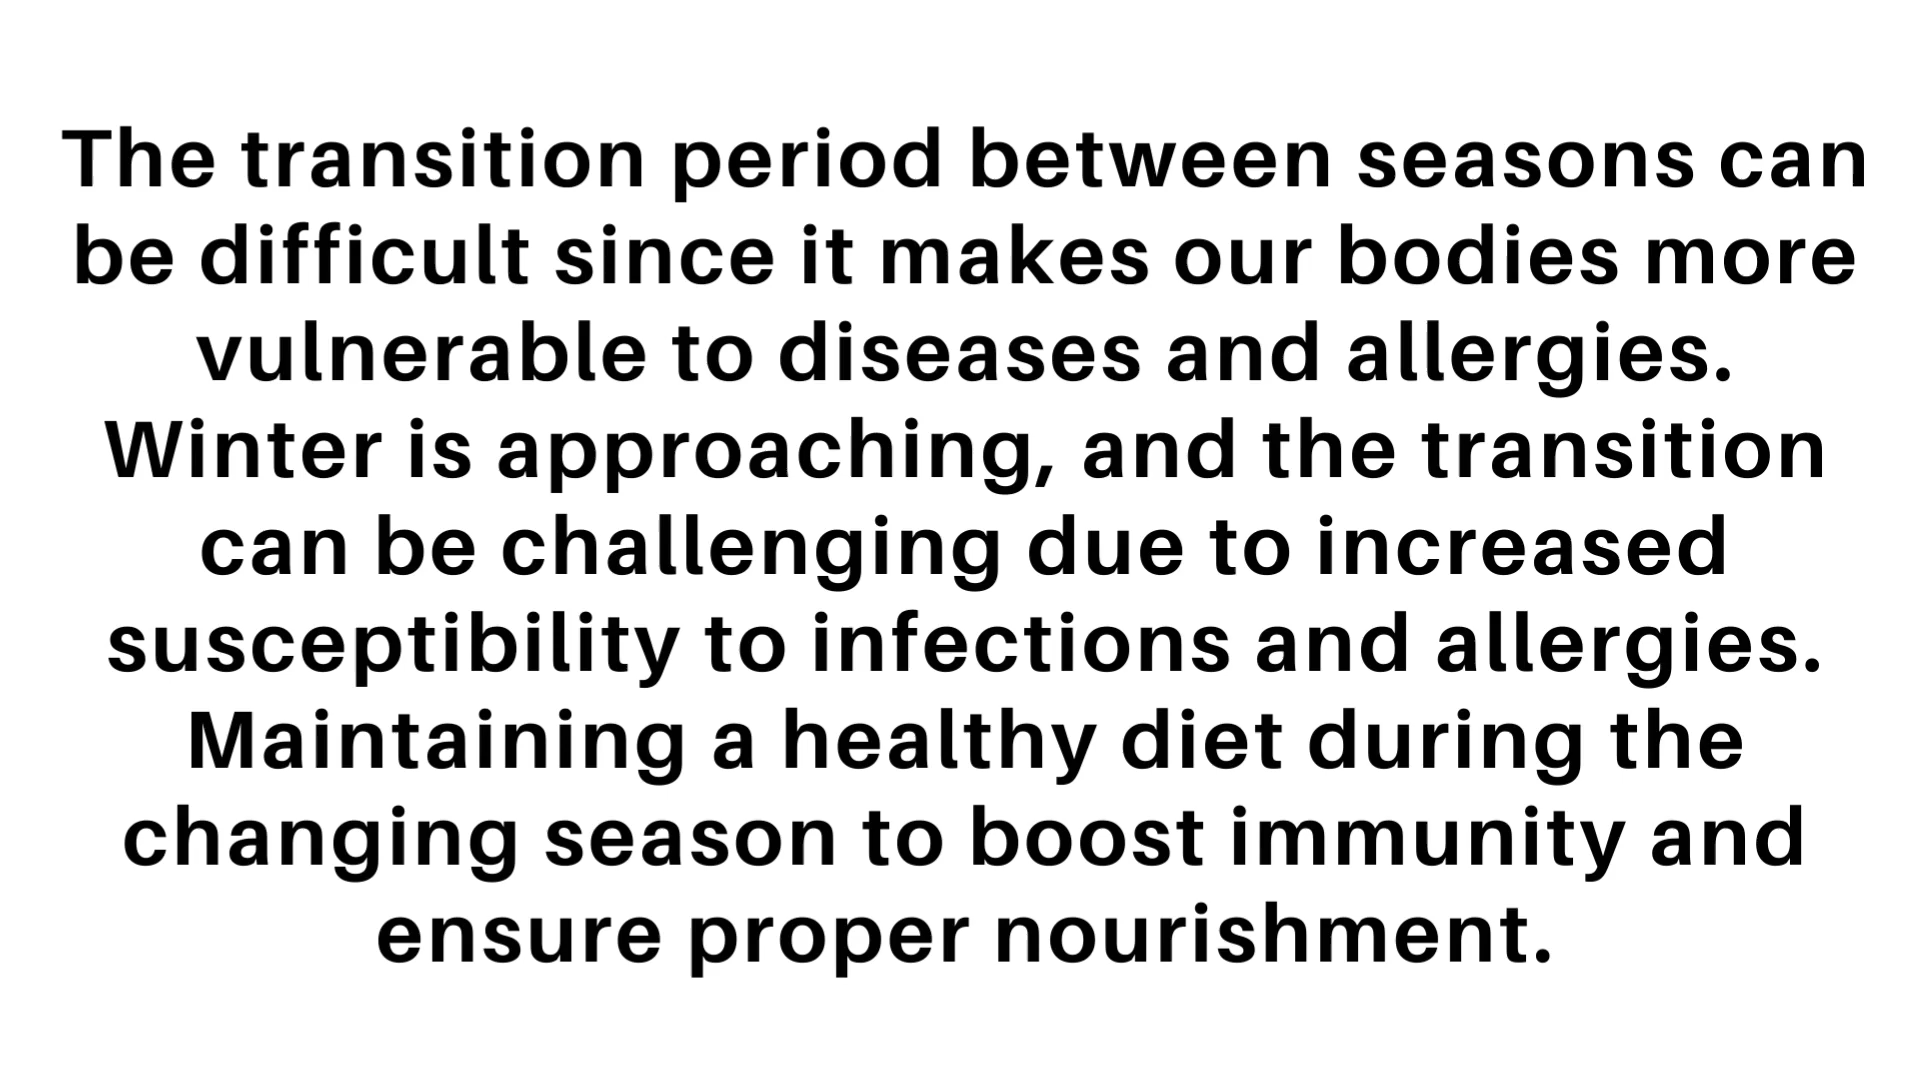 The transition period between seasons can
be difficult since it makes our bodies more
vulnerable to diseases and allergies.
Winter is approaching, and the transition
can be challenging due to increased
susceptibility to infections and allergies.
Maintaining a healthy diet during the
changing season to boost immunity and
ensure proper nourishment.